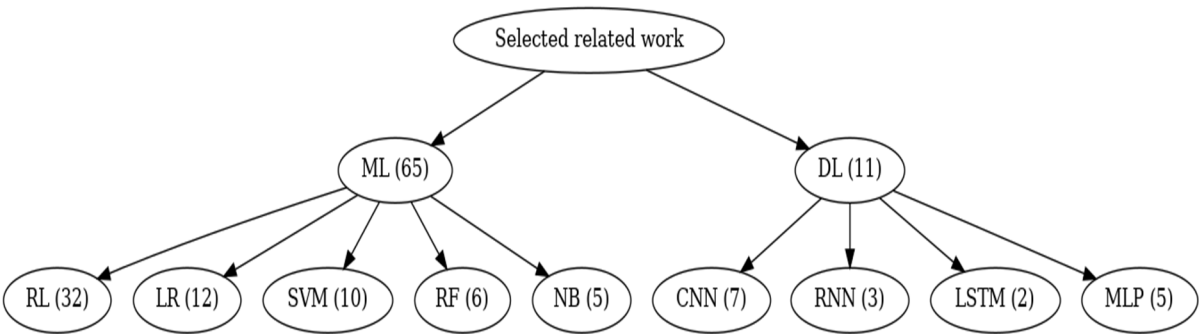 Selected related work
ML (65)
DL (11)
RL (32)
LR (12)
SVM (10)
RF (6)
NB (5)
CNN (7)
RNN (3)
LSTM (2)
MLP (5)